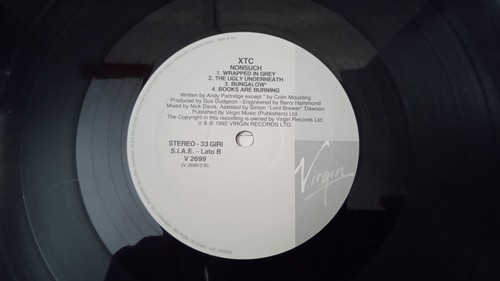 XTC
NONSUCH
1. WRAPPED IN GREY
2. THE UGLY UNDERNEATH
3. BUNGALOW*
4. BOOKS ARE BURNING
Written by Andy Partridge except * by Colin Moulding
Produced by Gus Dudgeon - Engineered by Barry Hammond
Mixed by Nick Davis, Assisted by Simon "Lord Brewer" Dawson
Published by Virgin Music (Publishers) Ltd.
The Copyright in this recording is owned by Virgin Records Ltd.
℗ & © 1992 VIRGIN RECORDS LTD.
STEREO - 33 GIRI
S.I.A.E. - Lato B
V 2699
Virgin